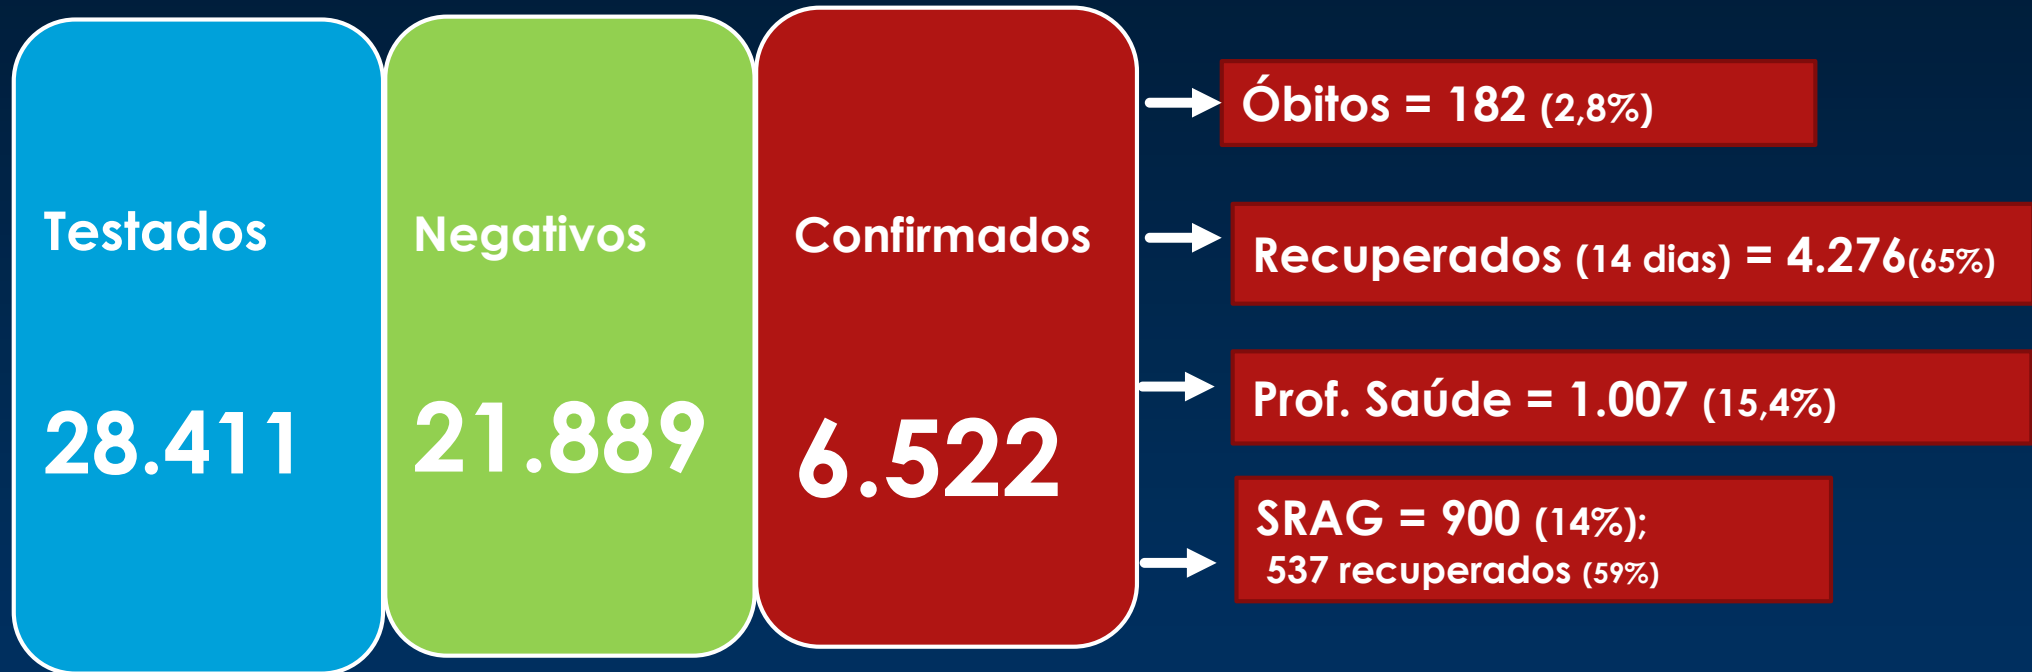 Testados
28.411
Negativos
21.889
Confirmados
6.522
Óbitos = 182 (2,8%)
Recuperados (14 dias) = 4.276(65%)
Prof. Saúde = 1.007 (15,4%)
SRAG = 900 (14%);
537 recuperados (59%)